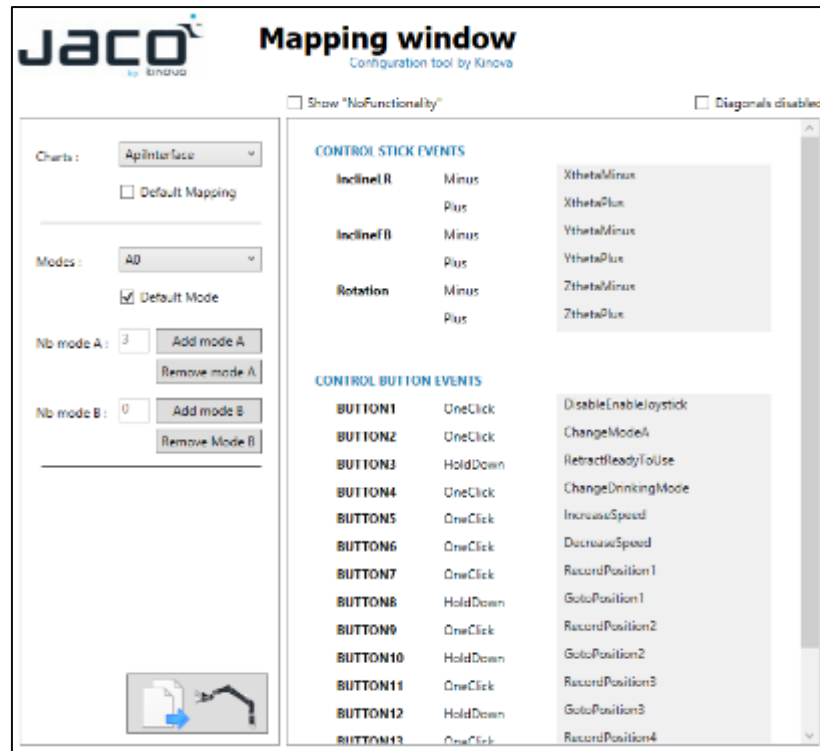 JACO
by kinova
Mapping window
Configuration tool by Kinova
Show "NoFunctionality"
Diagonals disabled
Charts :
ApiInterface
Default Mapping
Modes :
A0
Default Mode
Nb mode A :
3
Add mode A
Remove mode A
Nb mode B :
0
Add mode B
Remove Mode B
CONTROL STICK EVENTS
InclineLR Minus XthetaMinus
Plus XthetaPlus
InclineFB Minus YthetaMinus
Plus YthetaPlus
Rotation Minus ZthetaMinus
Plus ZthetaPlus
CONTROL BUTTON EVENTS
BUTTON1 OneClick DisableEnableJoystick
BUTTON2 OneClick ChangeModeA
BUTTON3 HoldDown RetractReadyToUse
BUTTON4 OneClick ChangeDrinkingMode
BUTTON5 OneClick IncreaseSpeed
BUTTON6 OneClick DecreaseSpeed
BUTTON7 OneClick RecordPosition1
BUTTON8 HoldDown GotoPosition1
BUTTON9 OneClick RecordPosition2
BUTTON10 HoldDown GotoPosition2
BUTTON11 OneClick RecordPosition3
BUTTON12 HoldDown GotoPosition3
BUTTON13 OneClick RecordPosition4